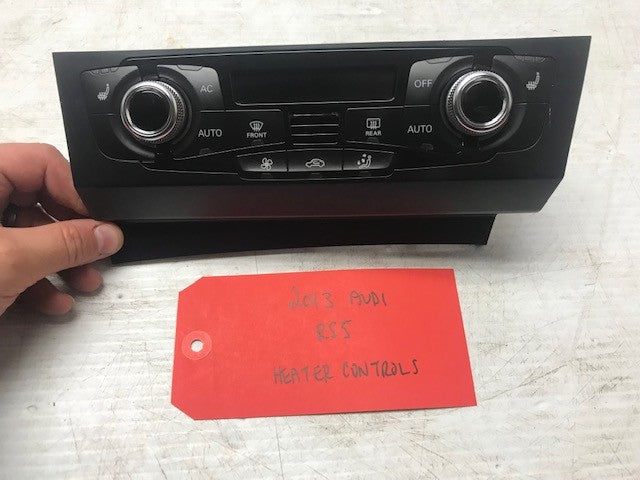 AC
OFF
AUTO
FRONT
REAR
AUTO
2013 AUDI
RS5
HEATER CONTROLS